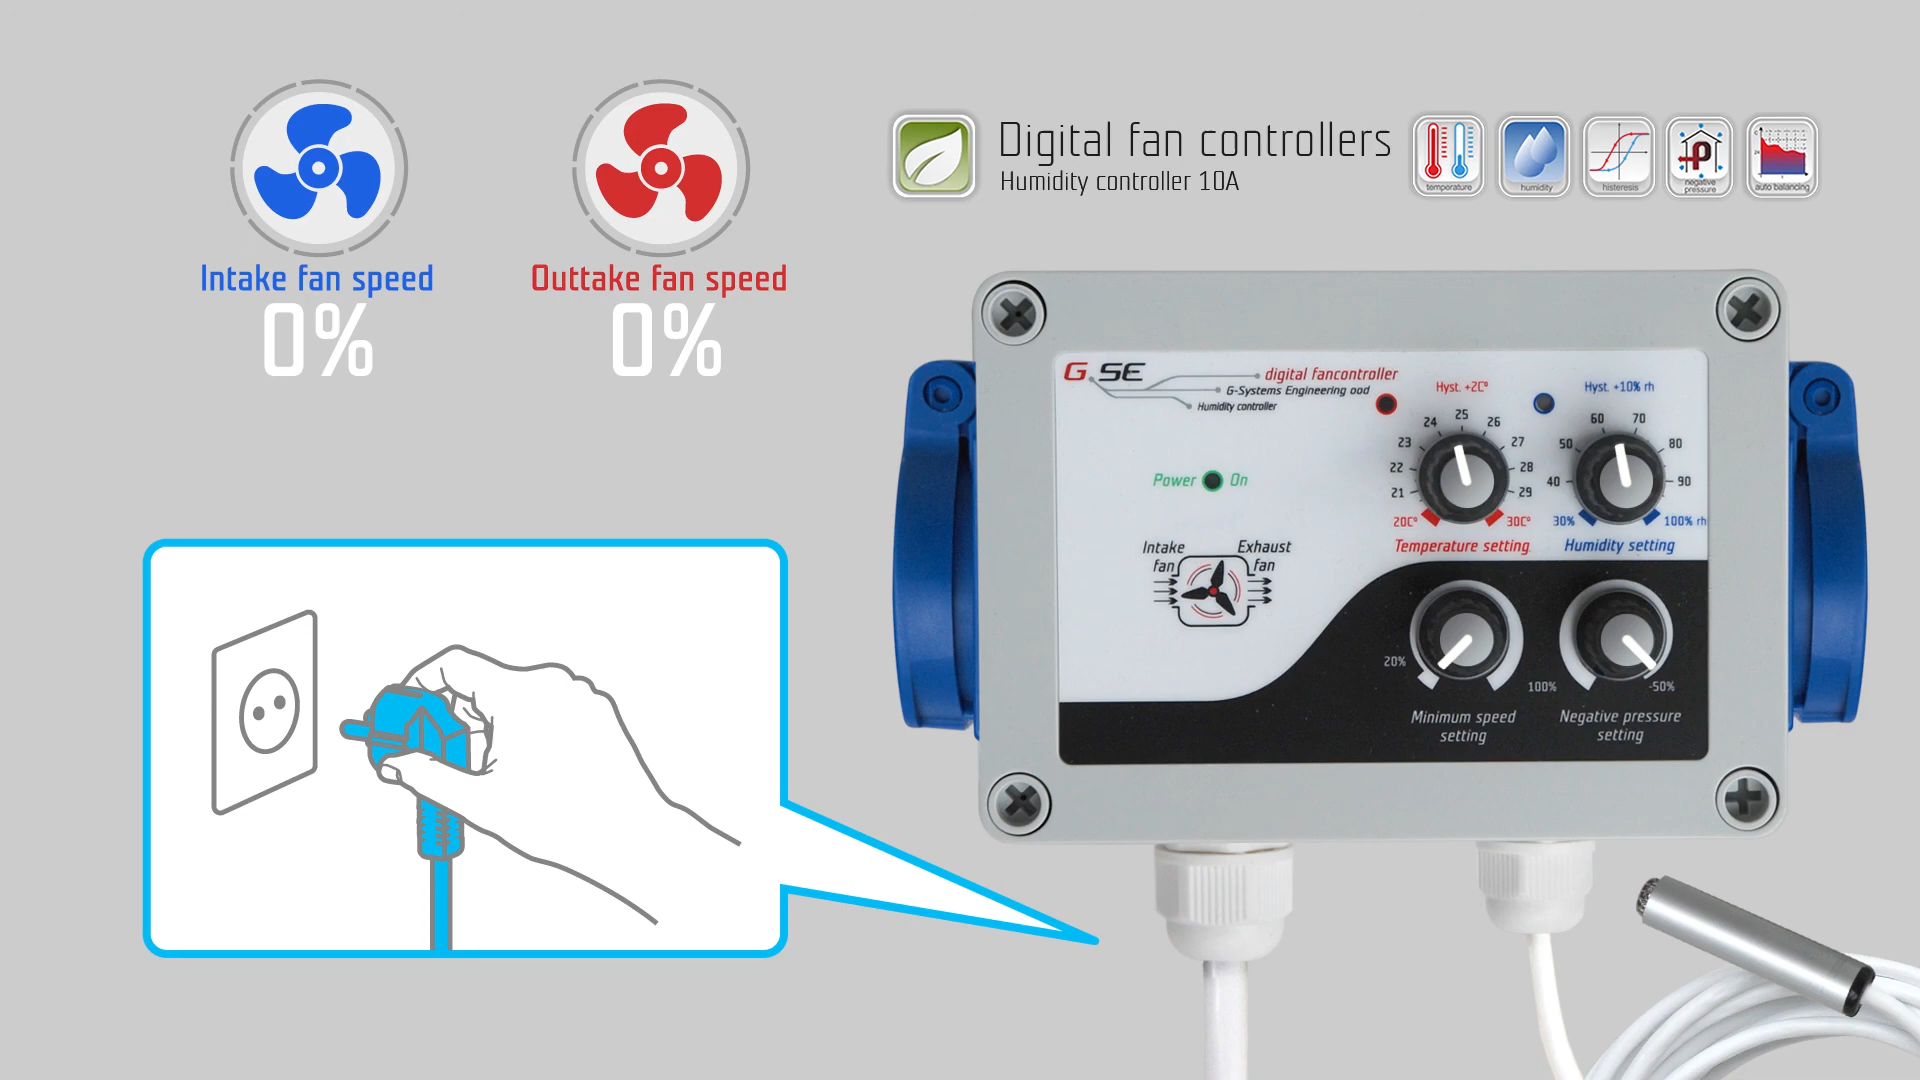 Intake fan speed
0%
Outtake fan speed
0%
Digital fan controllers
Humidity controller 10A
temperature
humidity
histeresis
P
negative
pressure
auto balancing
G.SE
digital fancontroller
G-Systems Engineering ood
Humidity controller
Hyst. +2C°
Hyst. +10% rh
20C° 21 22 23 24 25 26 27 28 29 30C°
Temperature setting
30% 40 50 60 70 80 90 100% rh
Humidity setting
Power On
Intake
fan
Exhaust
fan
20% 100%
Minimum speed
setting
-50%
Negative pressure
setting